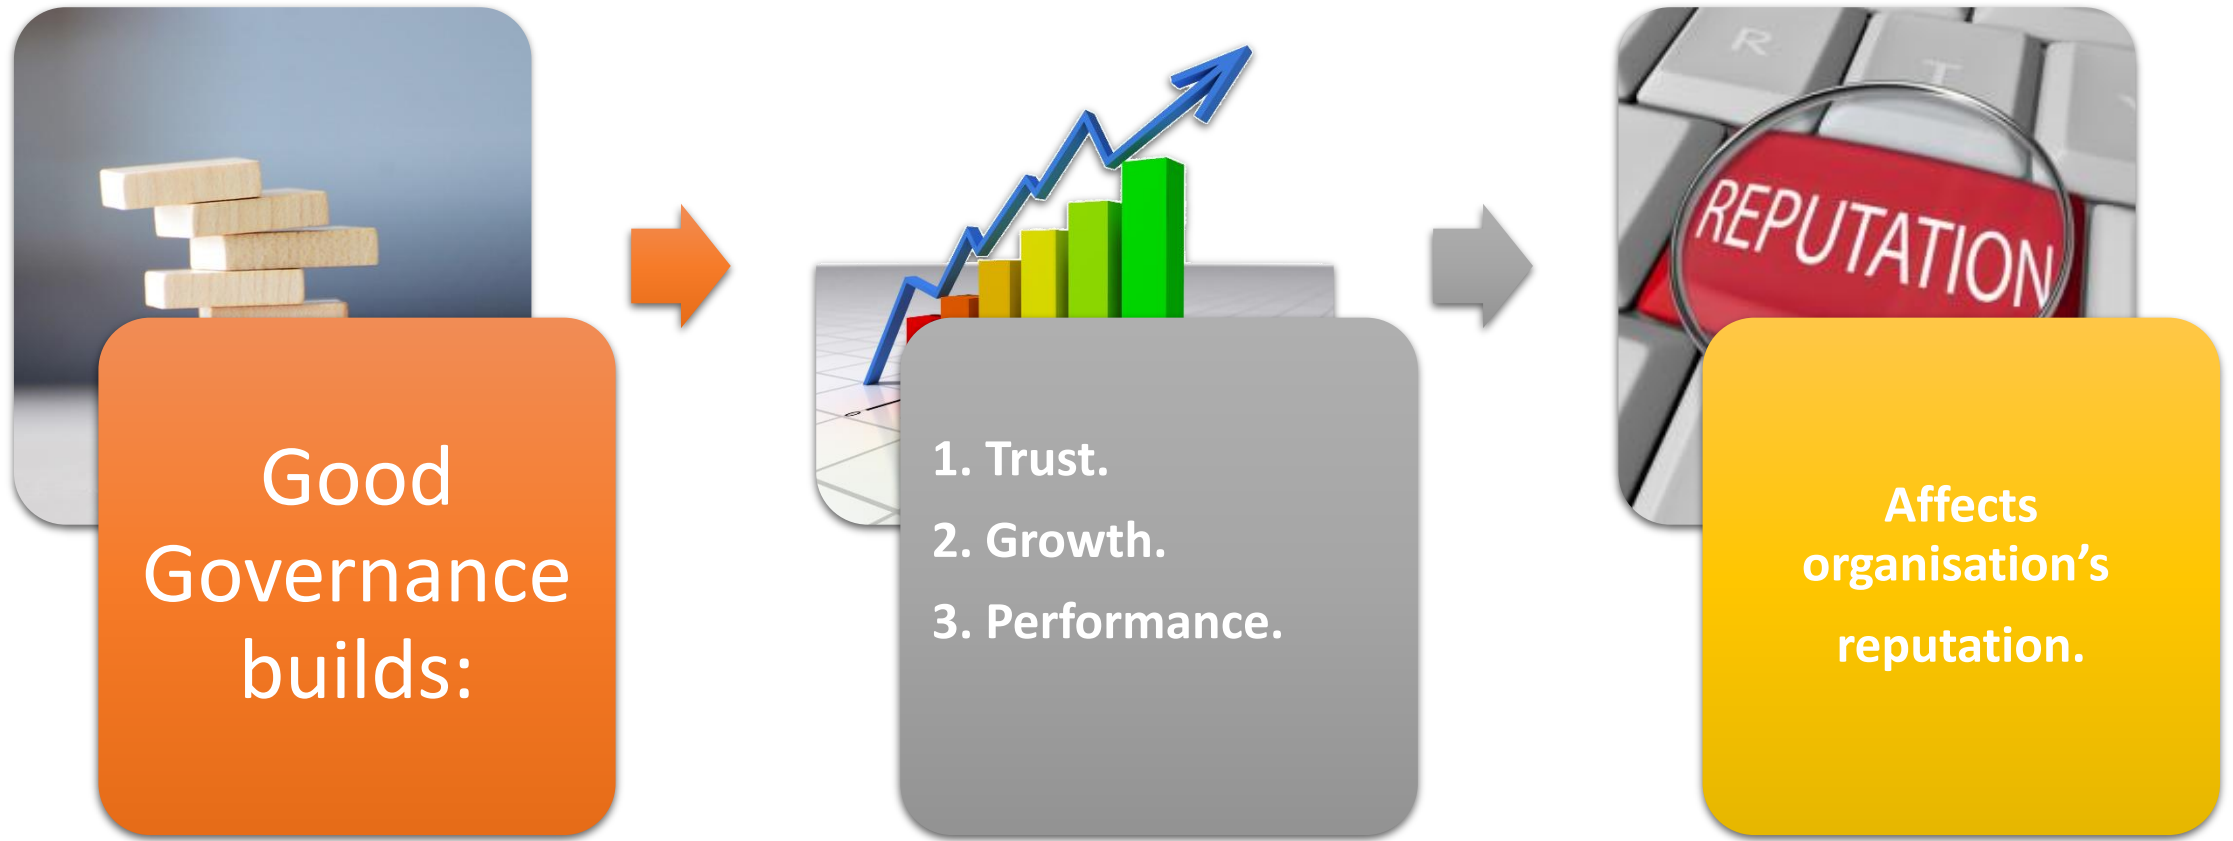 R
T
REPUTATION
Good
Governance
builds:
1. Trust.
2. Growth.
3. Performance.
Affects
organisation’s
reputation.